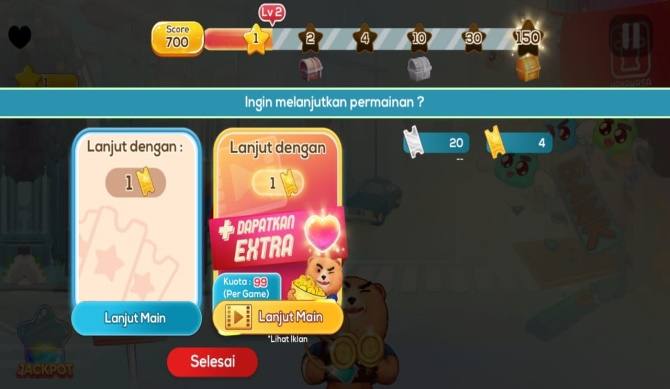 Lv 2
Score
700
1
2
4
10
30
150
1
Ingin melanjutkan permainan ?
Lanjut dengan :
1
Lanjut Main
Lanjut dengan
1
+ DAPATKAN
EXTRA
Kuota : 99
(Per Game)
Lanjut Main
*Lihat Iklan
20
--
4
Selesai
JACKPOT